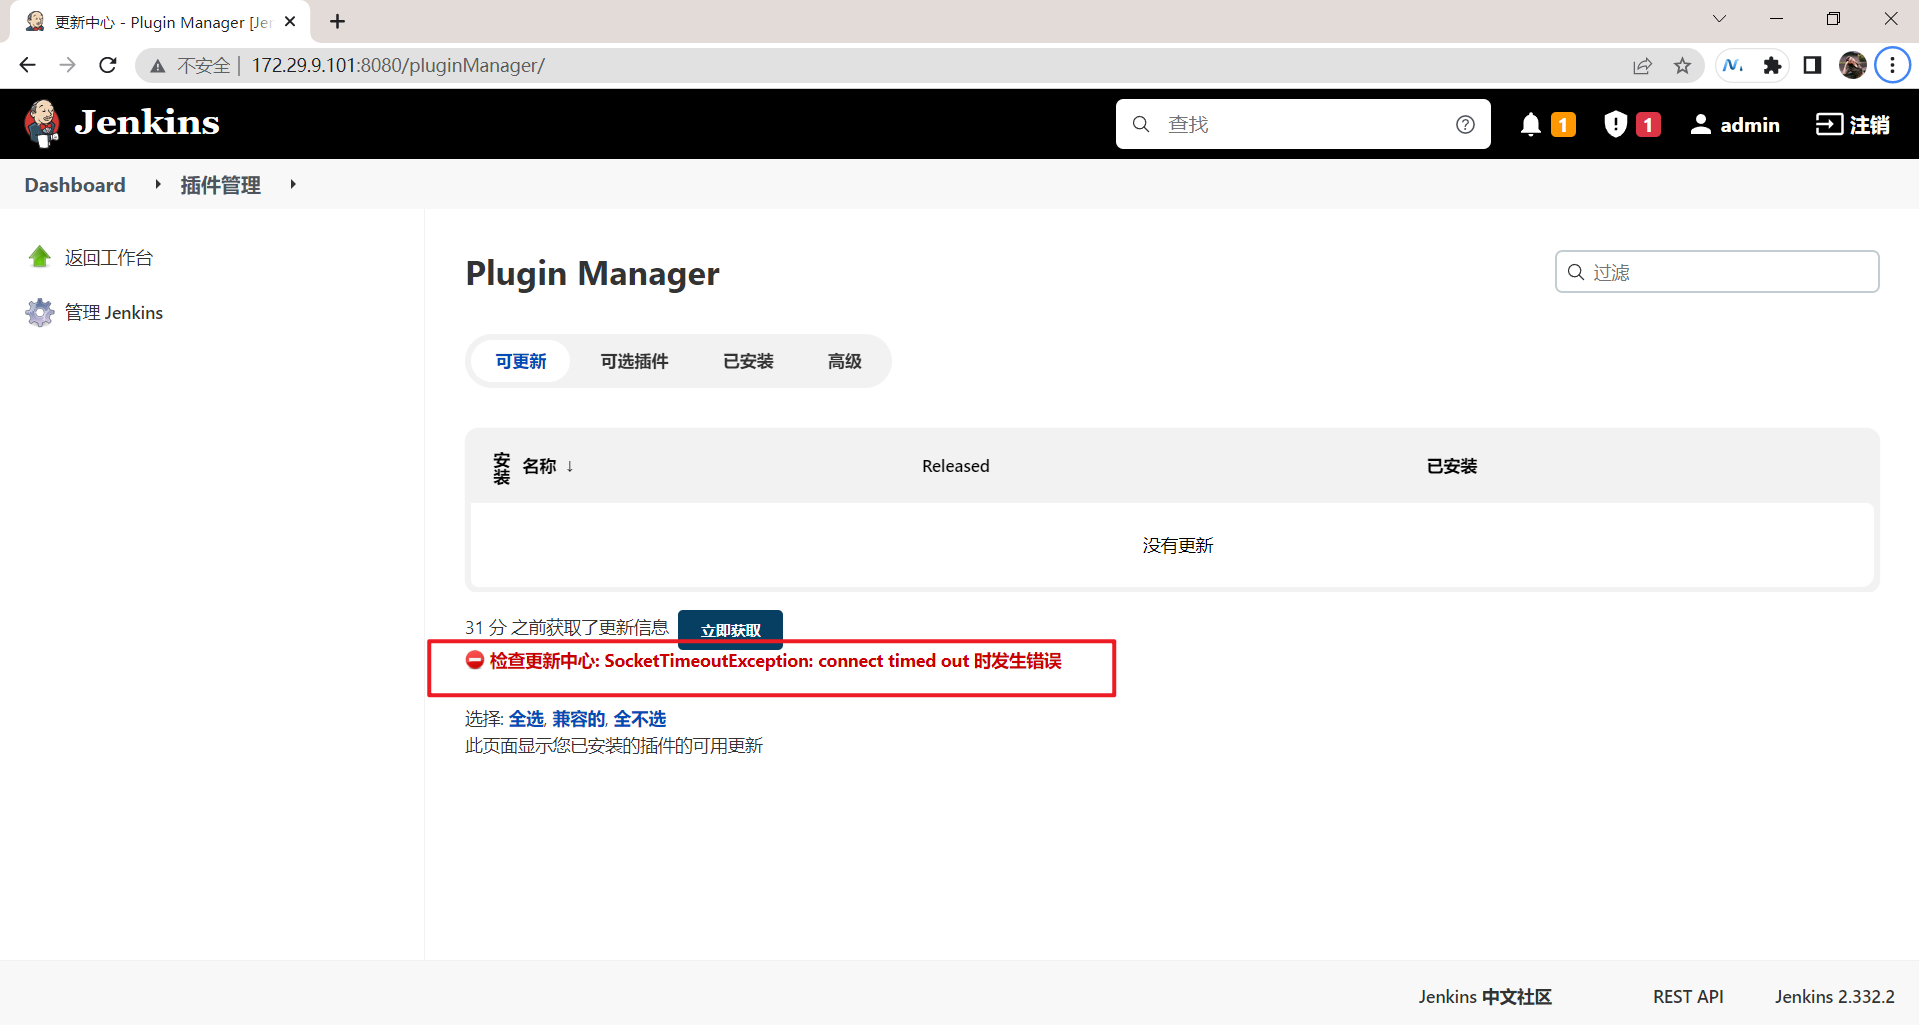 更新中心 - Plugin Manager [Jen
不安全 | 172.29.9.101:8080/pluginManager/
Jenkins
查找
1
1
admin
注销
Dashboard
插件管理
返回工作台
管理 Jenkins
Plugin Manager
过滤
可更新
可选插件
已安装
高级
安装
名称 ↓
Released
已安装
没有更新
31 分 之前获取了更新信息
立即获取
检查更新中心: SocketTimeoutException: connect timed out 时发生错误
选择: 全选, 兼容的, 全不选
此页面显示您已安装的插件的可用更新
Jenkins 中文社区
REST API
Jenkins 2.332.2